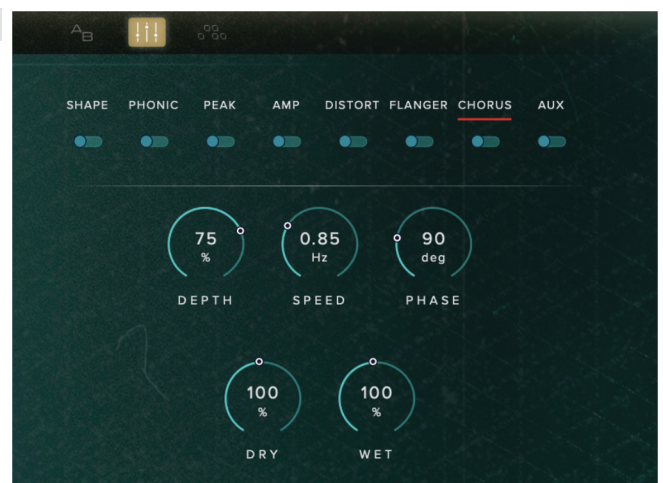 A B
SHAPE PHONIC PEAK AMP DISTORT FLANGER CHORUS AUX
75 0.85 90
% Hz deg
DEPTH SPEED PHASE
100 100
% %
DRY WET